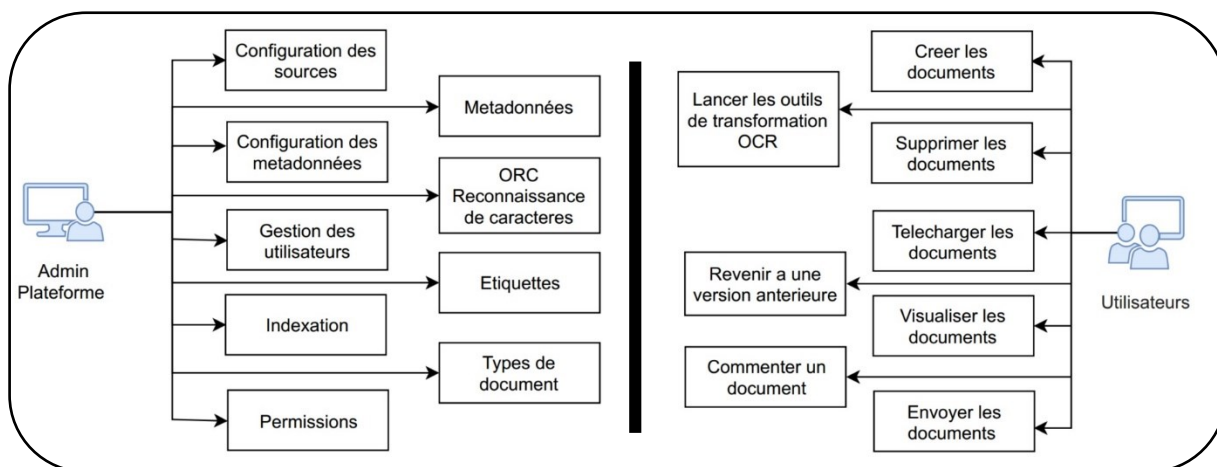 Admin
Plateforme
Configuration des
sources
Metadonnées
Configuration des
metadonnées
ORC
Reconnaissance
de caracteres
Gestion des
utilisateurs
Etiquettes
Indexation
Types de
document
Permissions
Creer les
documents
Lancer les outils
de transformation
OCR
Supprimer les
documents
Telecharger les
documents
Revenir a une
version anterieure
Visualiser les
documents
Commenter un
document
Envoyer les
documents
Utilisateurs